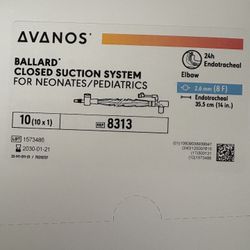 AVANOS*
BALLARD*
CLOSED SUCTION SYSTEM
FOR NEONATES/PEDIATRICS
24h
Endotracheal
Elbow
2.6 mm (8 F)
Endotracheal
35.5 cm (14 in.)
10 (10 x 1)
REF 8313
LOT 1573486
2030-01-21